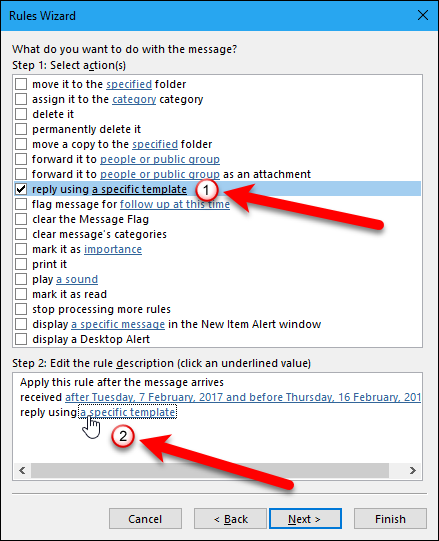 Rules Wizard
What do you want to do with the message?
Step 1: Select action(s)
move it to the specified folder
assign it to the category category
delete it
permanently delete it
move a copy to the specified folder
forward it to people or public group
forward it to people or public group as an attachment
reply using a specific template 1
flag message for follow up at this time
clear the Message Flag
clear message's categories
mark it as importance
print it
play a sound
mark it as read
stop processing more rules
display a specific message in the New Item Alert window
display a Desktop Alert
Step 2: Edit the rule description (click an underlined value)
Apply this rule after the message arrives
received after Tuesday, 7 February, 2017 and before Thursday, 16 February, 201
reply using a specific template
2
Cancel < Back Next > Finish